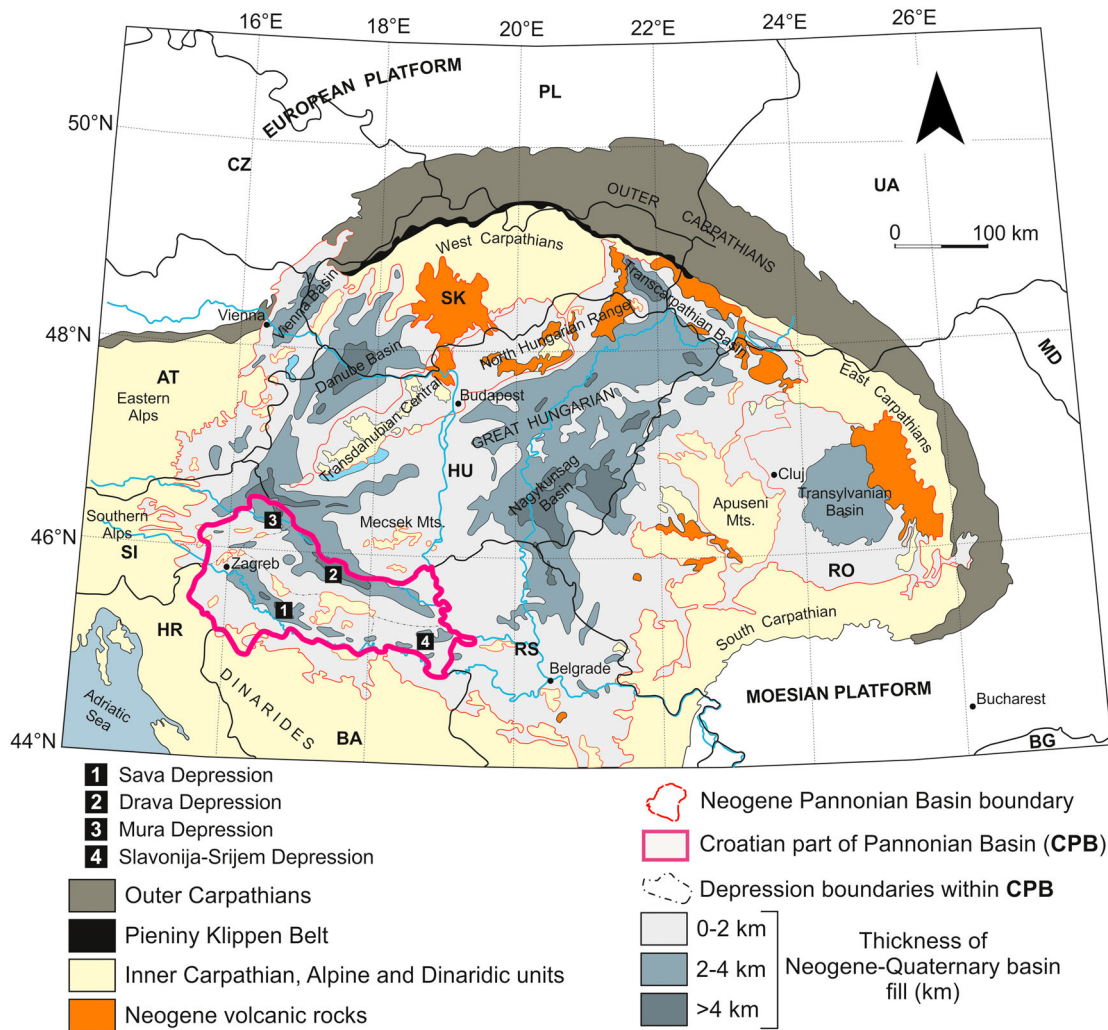 16°E 18°E 20°E 22°E 24°E 26°E
EUROPEAN PLATFORM
PL
50°N
CZ
UA
OUTER CARPATHIANS
0 100 km
West Carpathians
Vienna Basin
SK
Transcarpathian Basin
Vienna
North Hungarian Range
48°N
MD
Danube Basin
AT
Eastern
Alps
Transdahubian Central
Budapest
East Carpathians
GREAT HUNGARIAN
HU
Cluj
Nagykunsag
Basin
Transylvanian
Basin
Apuseni
Mts.
Southern
Alps
3
Mecsek Mts.
46°N
SI
Zagreb
2
RO
1
4
HR
RS
South Carpathian
Belgrade
DINARIDES
MOESIAN PLATFORM
Bucharest
Adriatic
Sea
BA
44°N
BG
1 Sava Depression
2 Drava Depression
3 Mura Depression
4 Slavonija-Srijem Depression
Outer Carpathians
Pieniny Klippen Belt
Inner Carpathian, Alpine and Dinaridic units
Neogene volcanic rocks
Neogene Pannonian Basin boundary
Croatian part of Pannonian Basin (CPB)
Depression boundaries within CPB
0-2 km
2-4 km
>4 km
Thickness of
Neogene-Quaternary basin
fill (km)